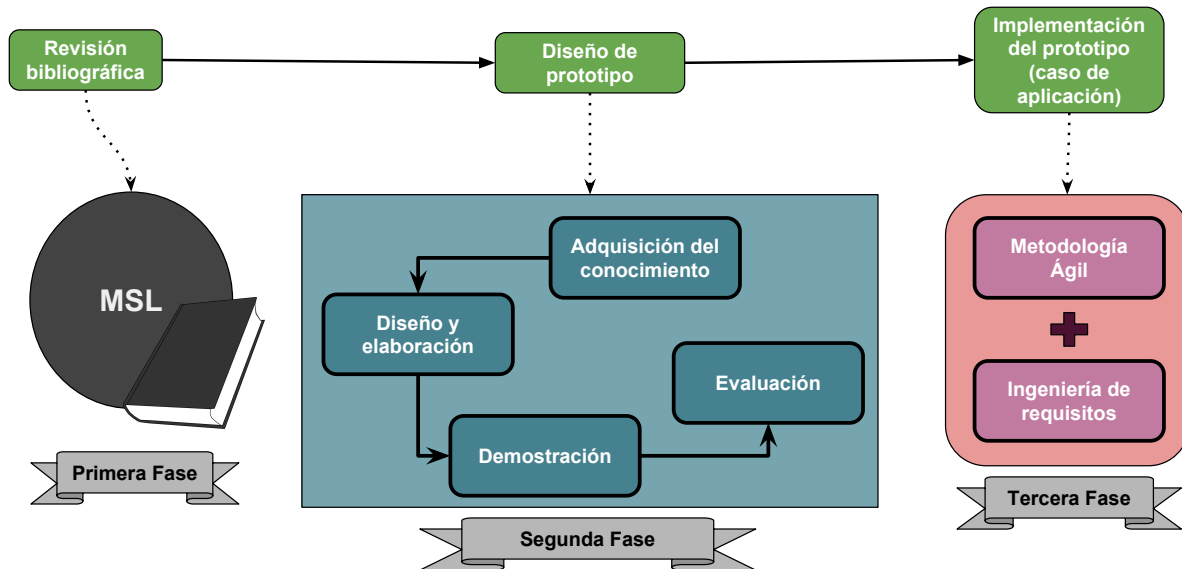 Revisión
bibliográfica
Diseño de
prototipo
Implementación
del prototipo
(caso de
aplicación)
MSL
Adquisición del
conocimiento
Diseño y
elaboración
Evaluación
Demostración
Metodología
Ágil
Ingeniería de
requisitos
Primera Fase
Segunda Fase
Tercera Fase